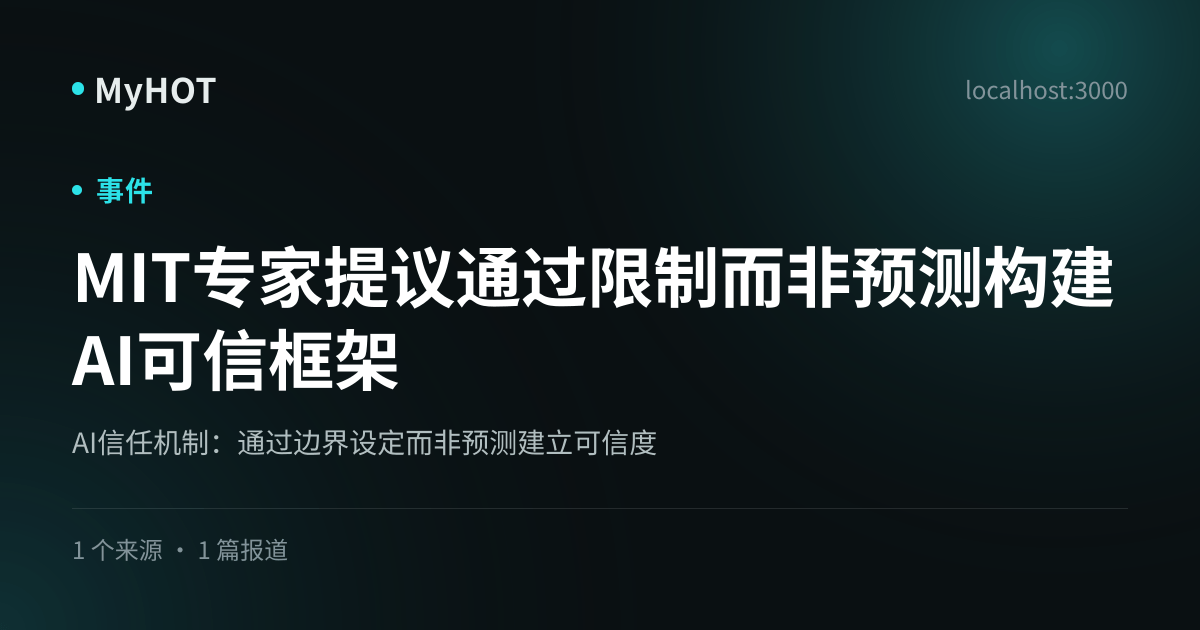 MyHOT
localhost:3000
事件
MIT专家提议通过限制而非预测构建
AI可信框架
AI信任机制：通过边界设定而非预测建立可信度
1 个来源 · 1 篇报道